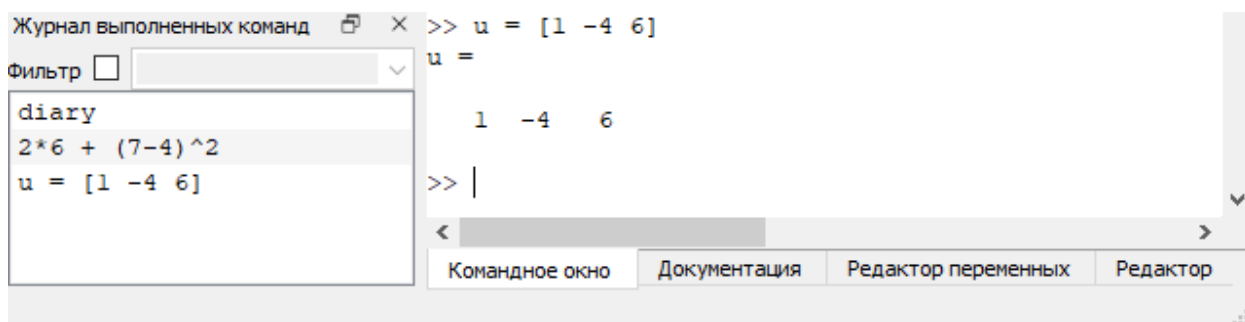 Журнал выполненных команд
Фильтр
diary
2*6 + (7-4)^2
u = [1 -4 6]
>> u = [1 -4 6]
u =
1 -4 6
>>
Командное окно Документация Редактор переменных Редактор